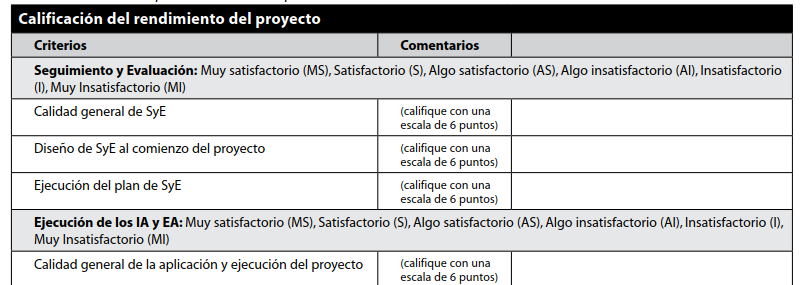 Calificación del rendimiento del proyecto
Criterios Comentarios
Seguimiento y Evaluación: Muy satisfactorio (MS), Satisfactorio (S), Algo satisfactorio (AS), Algo insatisfactorio (AI), Insatisfactorio
(I), Muy Insatisfactorio (MI)
Calidad general de SyE (califique con una
escala de 6 puntos)
Diseño de SyE al comienzo del proyecto (califique con una
escala de 6 puntos)
Ejecución del plan de SyE (califique con una
escala de 6 puntos)
Ejecución de los IA y EA: Muy satisfactorio (MS), Satisfactorio (S), Algo satisfactorio (AS), Algo insatisfactorio (AI), Insatisfactorio (I),
Muy Insatisfactorio (MI)
Calidad general de la aplicación y ejecución del proyecto (califique con una
escala de 6 puntos)